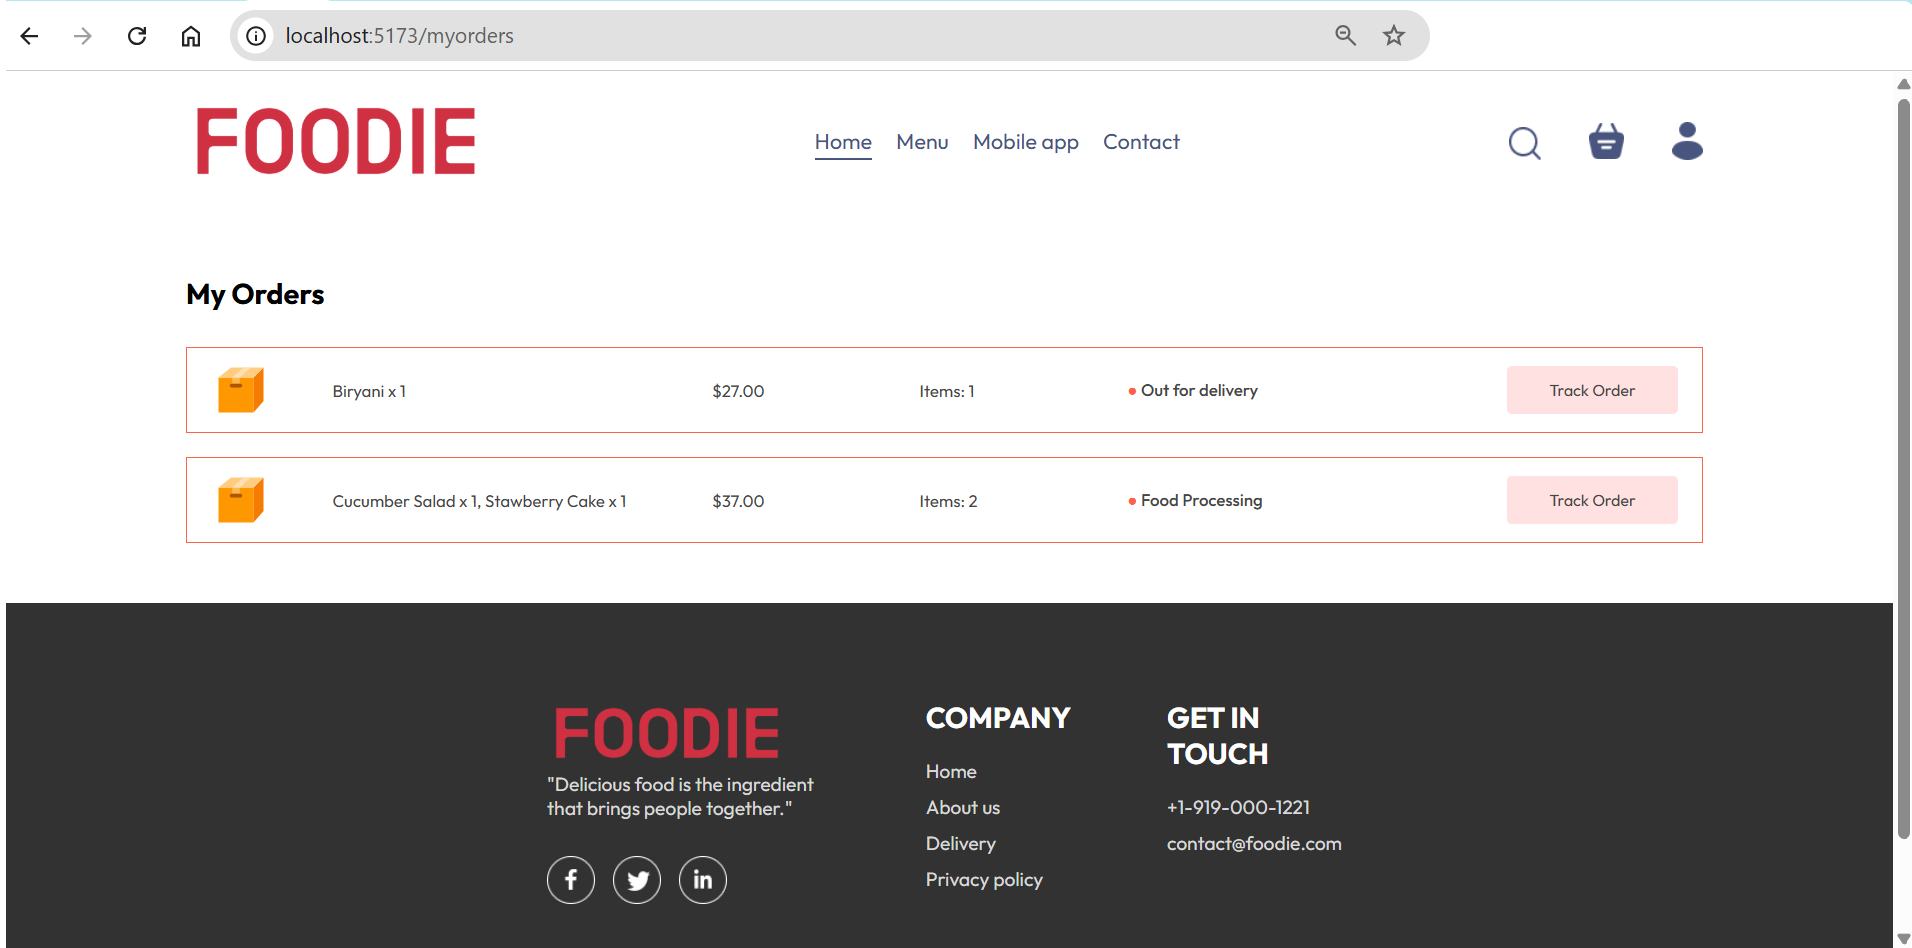 localhost:5173/myorders
FOODIE
Home Menu Mobile app Contact
My Orders
Biryani x 1 $27.00 Items: 1 Out for delivery Track Order
Cucumber Salad x 1, Stawberry Cake x 1 $37.00 Items: 2 Food Processing Track Order
FOODIE
"Delicious food is the ingredient
that brings people together."
COMPANY
Home
About us
Delivery
Privacy policy
GET IN
TOUCH
+1-919-000-1221
contact@foodie.com